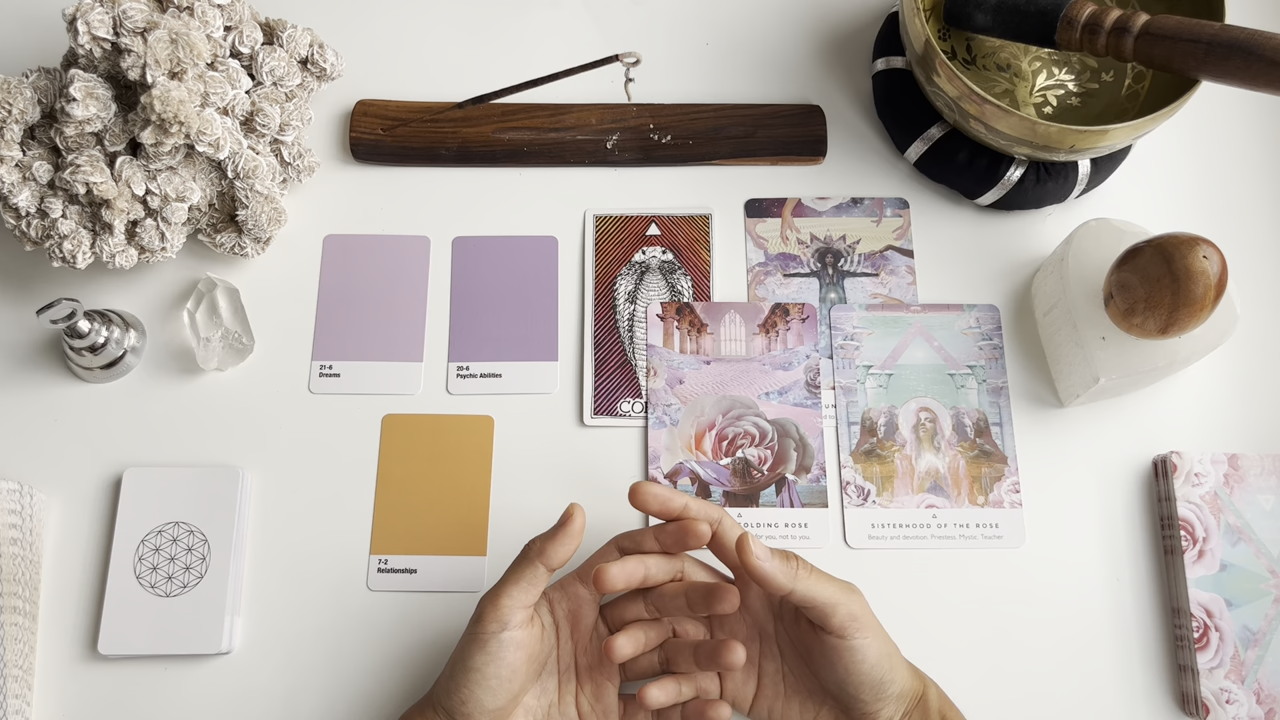 21-6
Dreams
20-6
Psychic Abilities
7-2
Relationships
SISTERHOOD OF THE ROSE
Beauty and devotion. Priestess. Mystic. Teacher.
OLDING ROSE
for you, not to you.